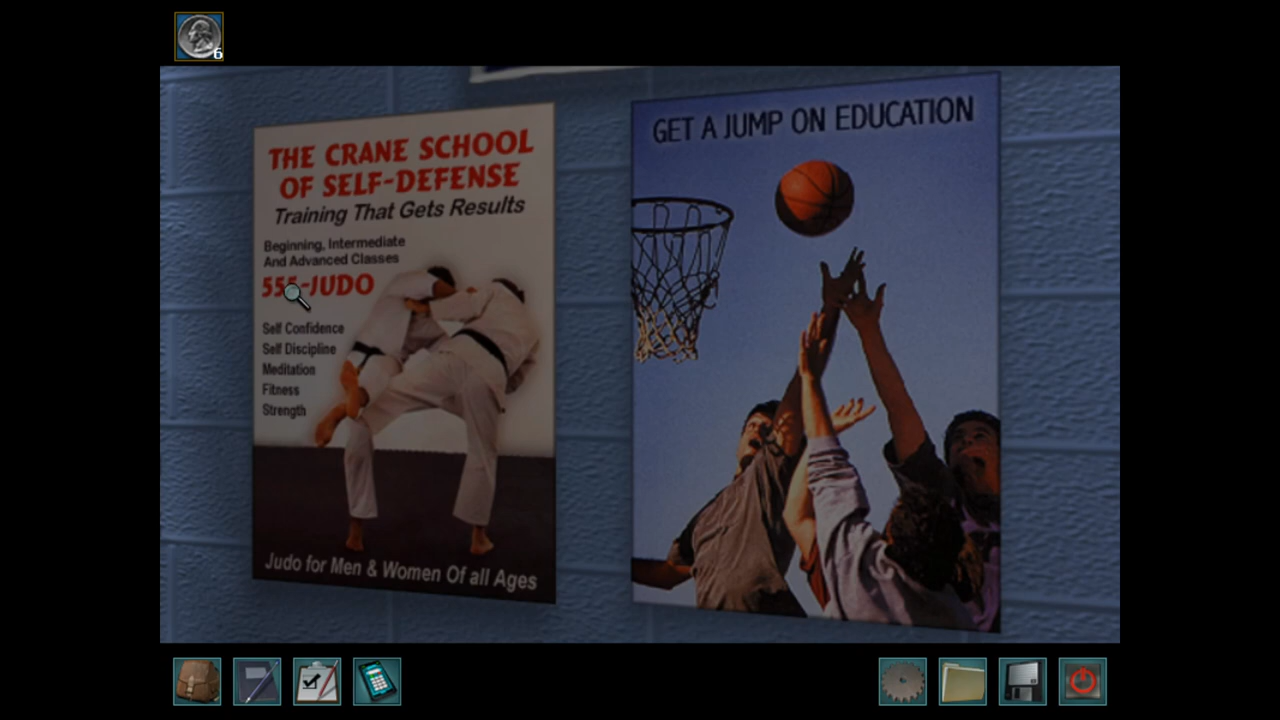 6
THE CRANE SCHOOL
OF SELF-DEFENSE
Training That Gets Results
Beginning, Intermediate
And Advanced Classes
555-JUDO
Self Confidence
Self Discipline
Meditation
Fitness
Strength
Judo for Men & Women Of all Ages
GET A JUMP ON EDUCATION